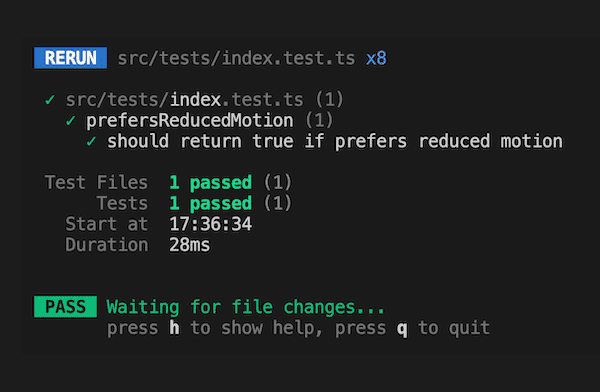 RERUN src/tests/index.test.ts x8
✓ src/tests/index.test.ts (1)
✓ prefersReducedMotion (1)
✓ should return true if prefers reduced motion
Test Files 1 passed (1)
Tests 1 passed (1)
Start at 17:36:34
Duration 28ms
PASS Waiting for file changes...
press h to show help, press q to quit